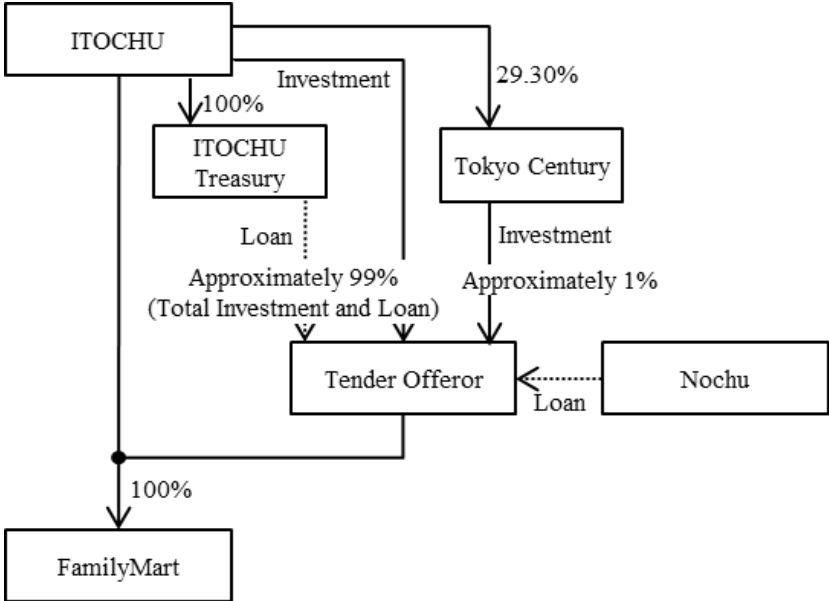 ITOCHU
Investment
29.30%
100%
ITOCHU
Treasury
Tokyo Century
Loan
Investment
Approximately 99%
(Total Investment and Loan)
Approximately 1%
Tender Offeror
Nochu
Loan
100%
FamilyMart